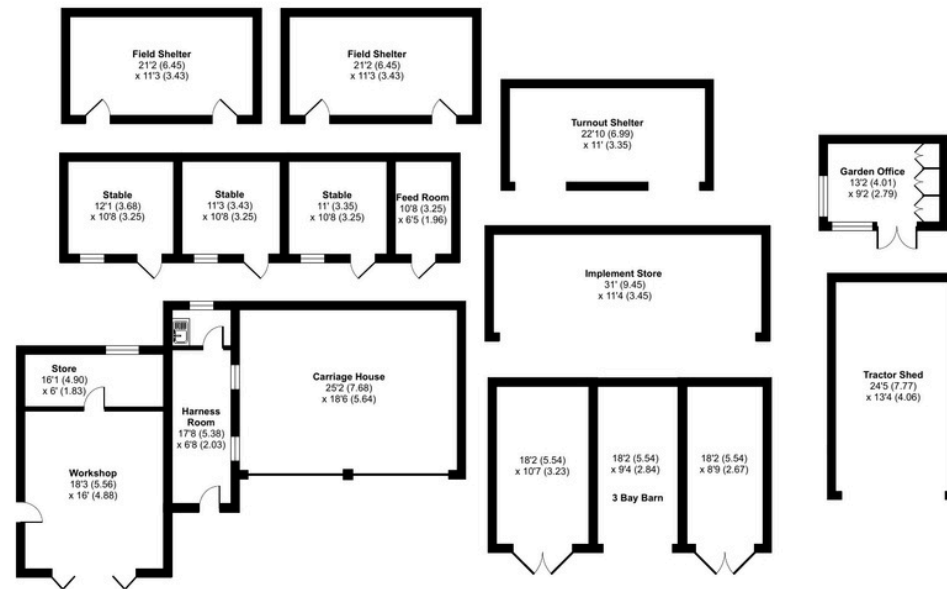 Field Shelter
21'2 (6.45)
x 11'3 (3.43)
Field Shelter
21'2 (6.45)
x 11'3 (3.43)
Turnout Shelter
22'10 (6.99)
x 11' (3.35)
Garden Office
13'2 (4.01)
x 9'2 (2.79)
Stable
12'1 (3.68)
x 10'8 (3.25)
Stable
11'3 (3.43)
x 10'8 (3.25)
Stable
11' (3.35)
x 10'8 (3.25)
Feed Room
10'8 (3.25)
x 6'5 (1.96)
Implement Store
31' (9.45)
x 11'4 (3.45)
Store
16'1 (4.90)
x 6' (1.83)
Harness
Room
17'8 (5.38)
x 6'8 (2.03)
Carriage House
25'2 (7.68)
x 18'6 (5.64)
Tractor Shed
24'5 (7.77)
x 13'4 (4.06)
Workshop
18'3 (5.56)
x 16' (4.88)
18'2 (5.54)
x 10'7 (3.23)
18'2 (5.54)
x 9'4 (2.84)
3 Bay Barn
18'2 (5.54)
x 8'9 (2.67)